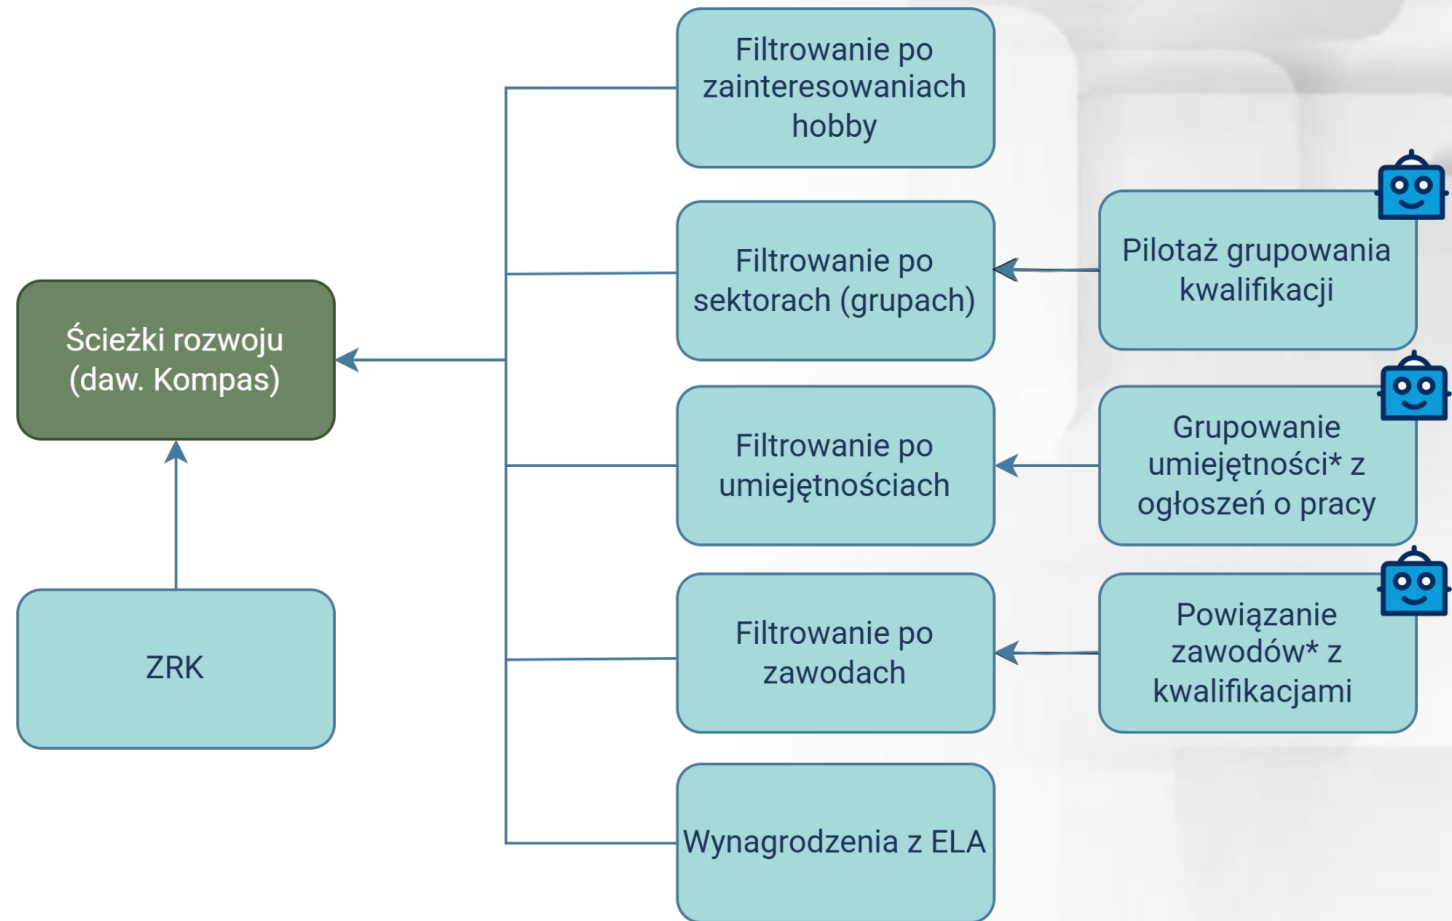 Filtrowanie po
zainteresowaniach
hobby
Filtrowanie po
sektorach (grupach)
Pilotaż grupowania
kwalifikacji
Ścieżki rozwoju
(daw. Kompas)
Filtrowanie po
umiejętnościach
Grupowanie
umiejętności* z
ogłoszeń o pracy
ZRK
Filtrowanie po
zawodach
Powiązanie
zawodów* z
kwalifikacjami
Wynagrodzenia z ELA